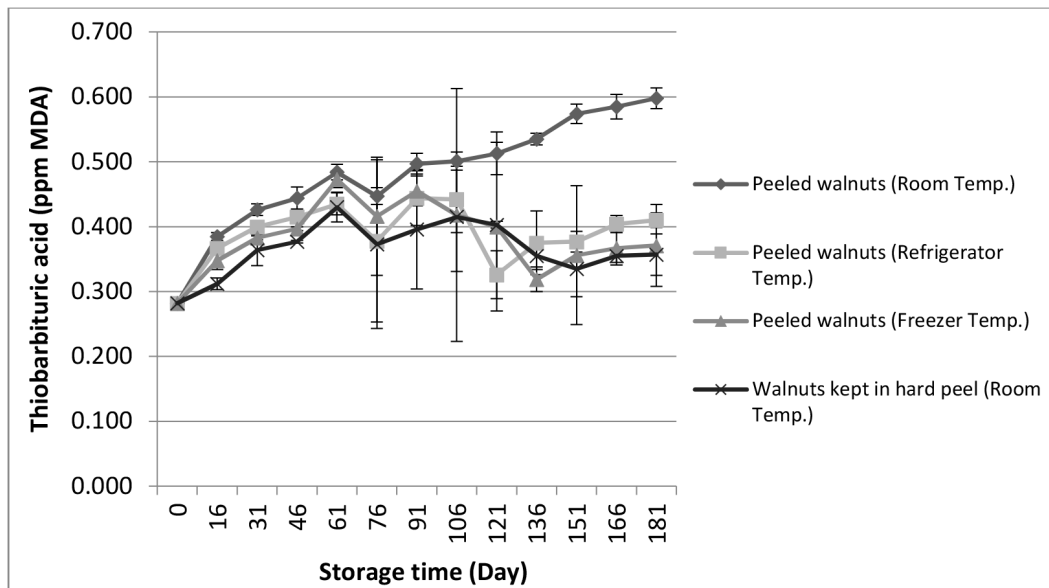 0.700
0.600
0.500
0.400
0.300
0.200
0.100
0.000
Thiobarbituric acid (ppm MDA)
0
16
31
46
61
76
91
106
121
136
151
166
181
Storage time (Day)
Peeled walnuts (Room Temp.)
Peeled walnuts (Refrigerator
Temp.)
Peeled walnuts (Freezer Temp.)
Walnuts kept in hard peel (Room
Temp.)